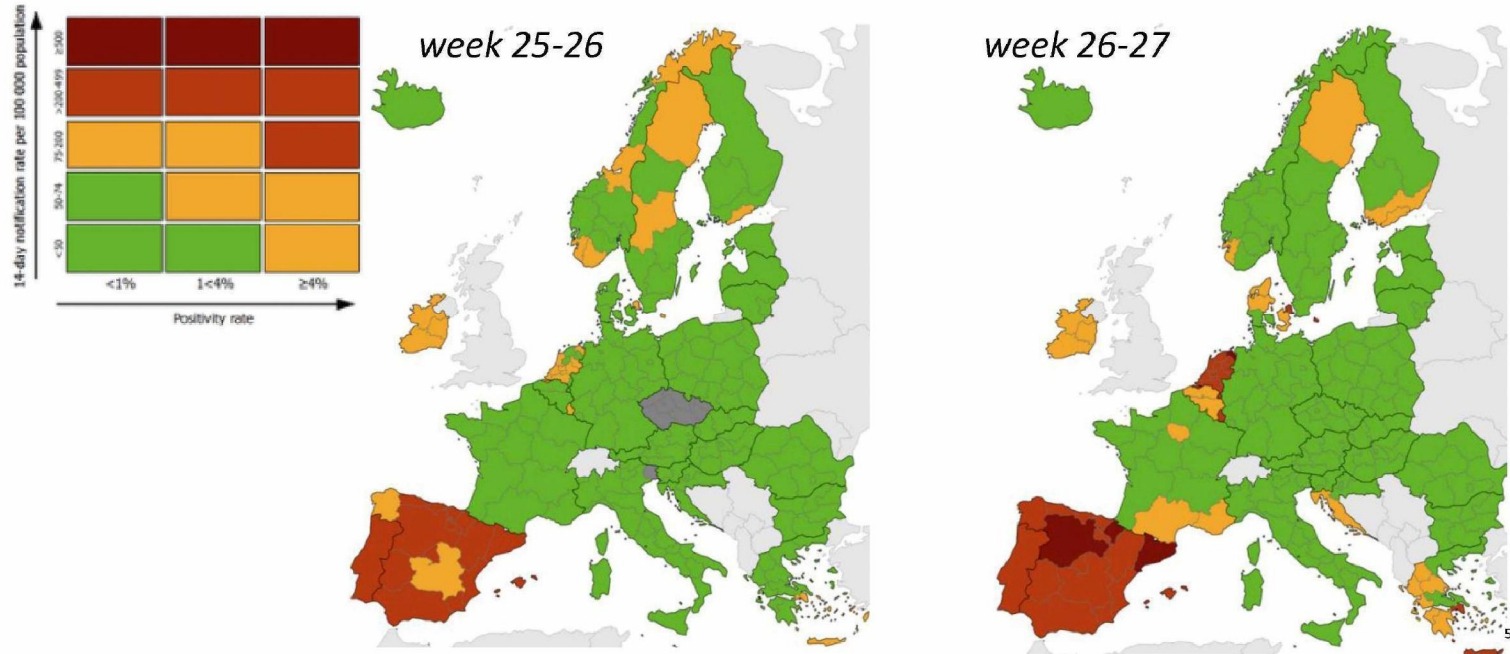 14-day notification rate per 100 000 population
≥500
>200-499
75-200
50-74
<50
<1%
1<4%
≥4%
Positivity rate
week 25-26
week 26-27
5